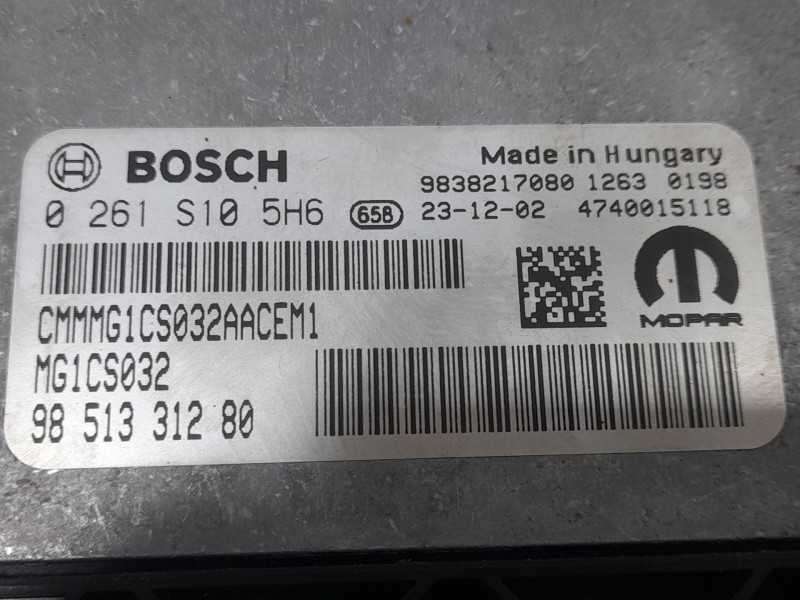 BOSCH
Made in Hungary
9838217080 1263 0198
0 261 S10 5H6 65B 23-12-02 4740015118
CMMMG1CS032AACEM1
MOPAR
MG1CS032
98 513 312 80